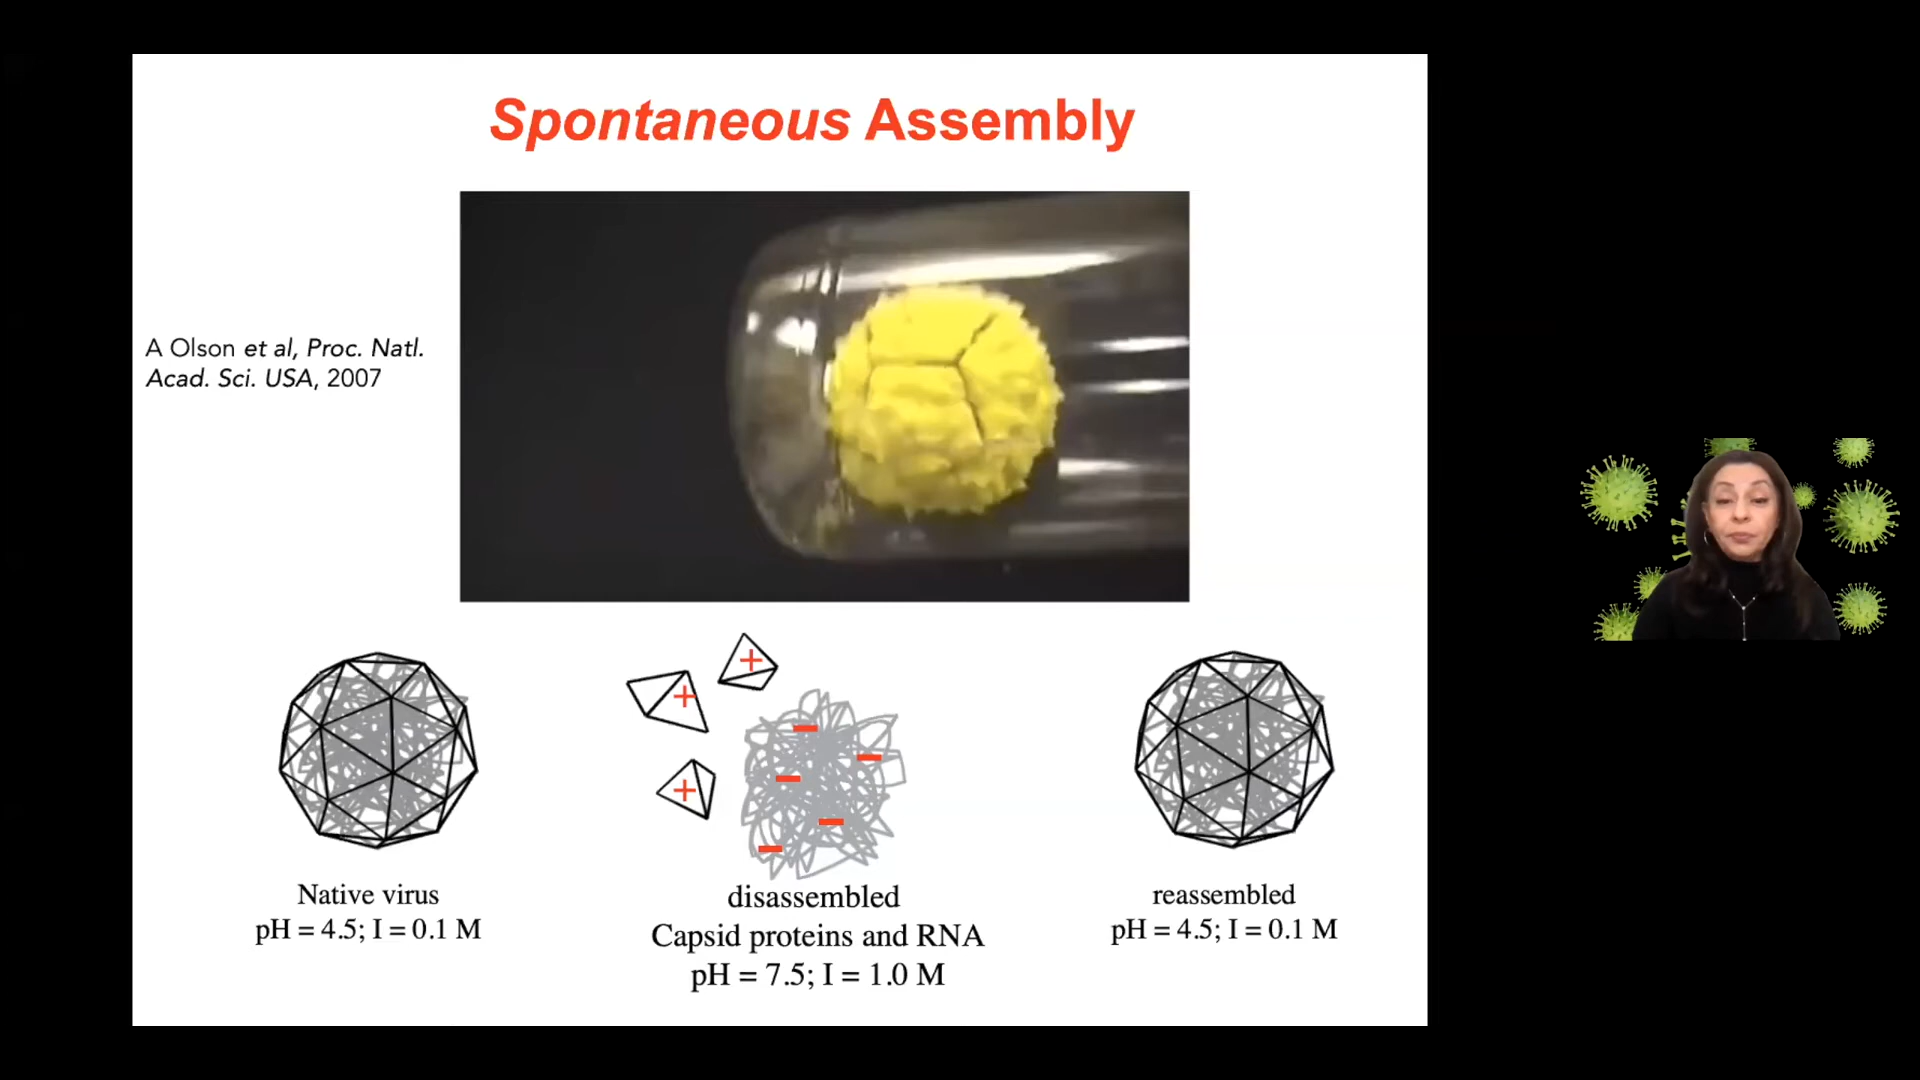 Spontaneous Assembly
A Olson et al, Proc. Natl.
Acad. Sci. USA, 2007
+
+
+
Native virus
pH = 4.5; I = 0.1 M
disassembled
Capsid proteins and RNA
pH = 7.5; I = 1.0 M
reassembled
pH = 4.5; I = 0.1 M